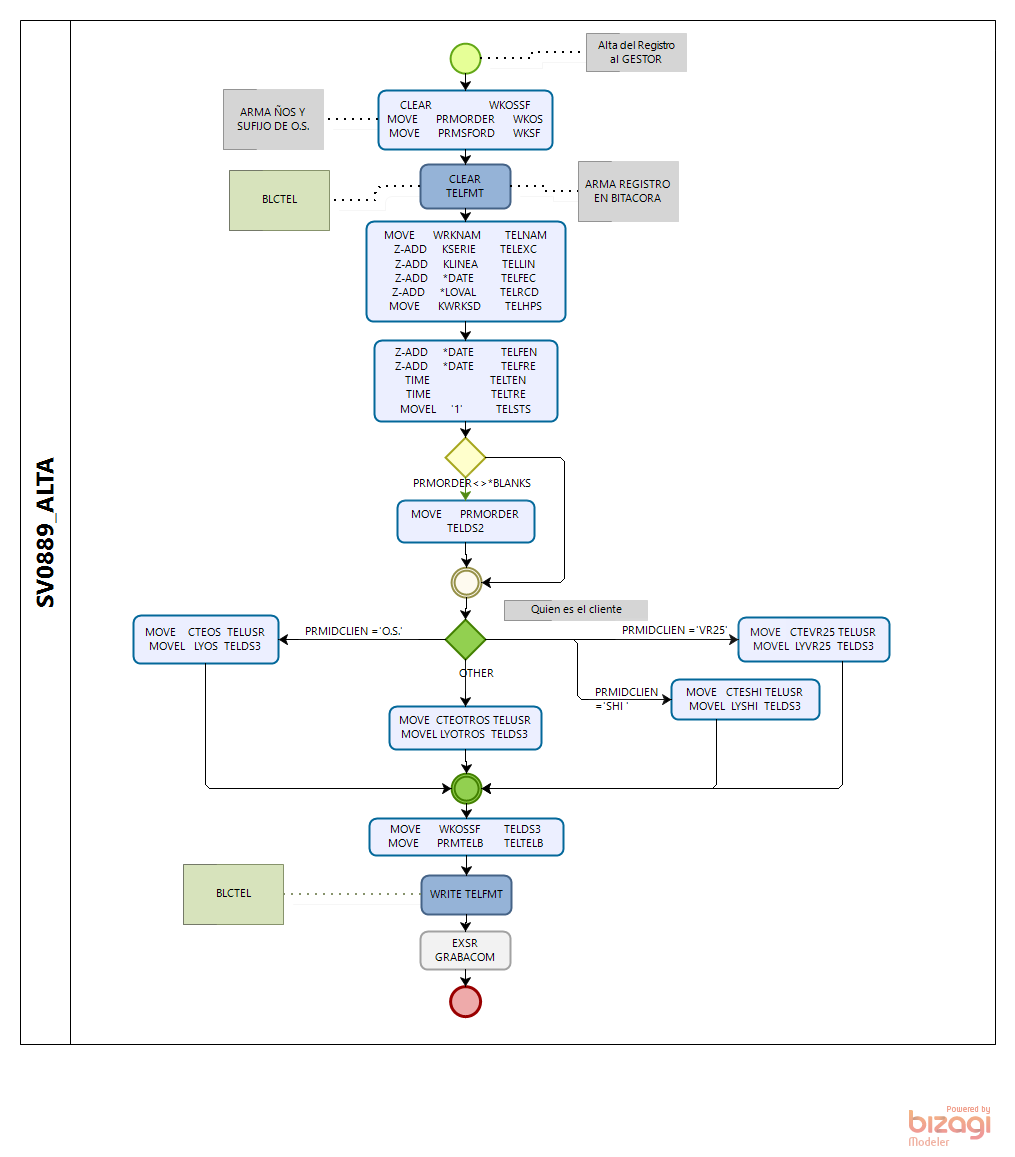 SV0889_ALTA
Alta del Registro
al GESTOR
ARMA ÑOS Y
SUFIJO DE O.S.
CLEAR WKOSSF
MOVE PRMORDER WKOS
MOVE PRMSFORD WKSF
BLCTEL
CLEAR
TELFMT
ARMA REGISTRO
EN BITACORA
MOVE WRKNAM TELNAM
Z-ADD KSERIE TELEXC
Z-ADD KLINEA TELLIN
Z-ADD *DATE TELFEC
Z-ADD *LOVAL TELRCD
MOVE KWRKSD TELHPS
Z-ADD *DATE TELFEN
Z-ADD *DATE TELFRE
TIME TELTEN
TIME TELTRE
MOVEL '1' TELSTS
PRMORDER<>*BLANKS
MOVE PRMORDER
TELDS2
Quien es el cliente
PRMIDCLIEN ='O.S.'
PRMIDCLIEN ='VR25'
MOVE CTEOS TELUSR
MOVEL LYOS TELDS3
MOVE CTEVR25 TELUSR
MOVEL LYVR25 TELDS3
OTHER
PRMIDCLIEN
='SHI '
MOVE CTESHI TELUSR
MOVEL LYSHI TELDS3
MOVE CTEOTROS TELUSR
MOVEL LYOTROS TELDS3
MOVE WKOSSF TELDS3
MOVE PRMTELB TELTELB
BLCTEL
WRITE TELFMT
EXSR
GRABACOM
Powered by
bizagi
Modeler